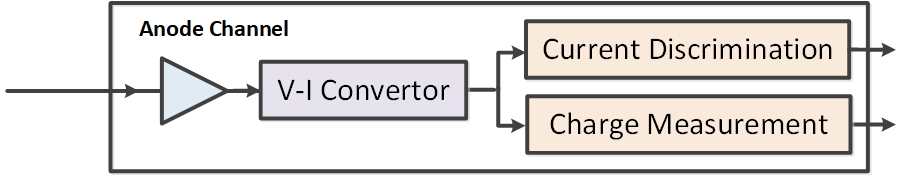 Anode Channel
V-I Convertor
Current Discrimination
Charge Measurement